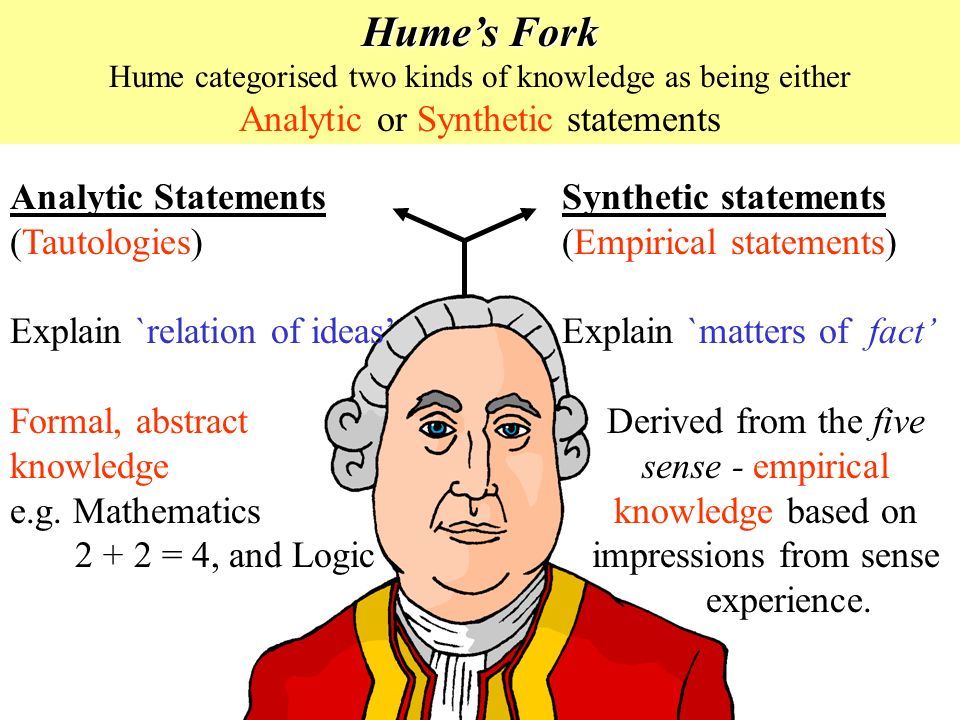 Hume’s Fork
Hume categorised two kinds of knowledge as being either
Analytic or Synthetic statements
Analytic Statements
(Tautologies)
Explain `relation of ideas’
Formal, abstract
knowledge
e.g. Mathematics
2 + 2 = 4, and Logic
Synthetic statements
(Empirical statements)
Explain `matters of fact’
Derived from the five
sense - empirical
knowledge based on
impressions from sense
experience.